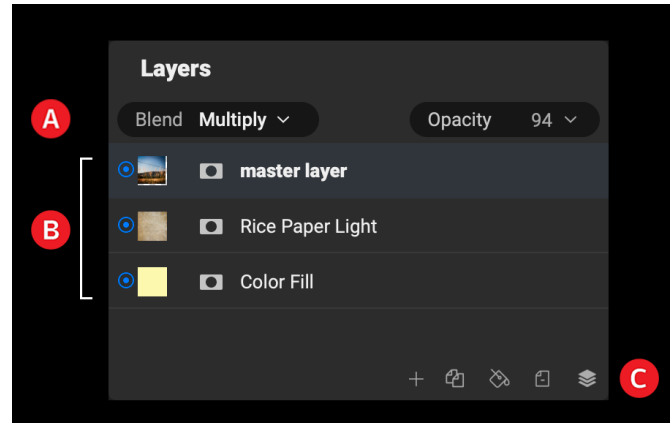 Layers
A
Blend Multiply
Opacity 94
master layer
B
Rice Paper Light
Color Fill
C